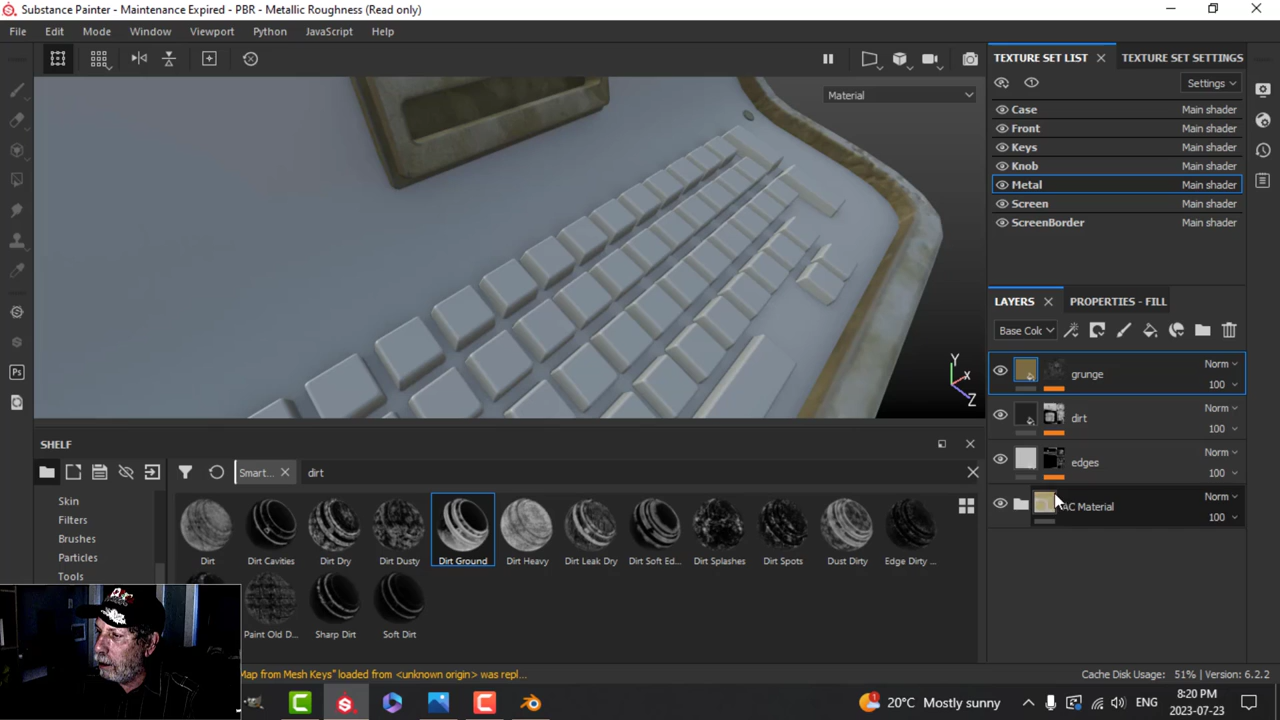 Substance Painter - Maintenance Expired - PBR - Metallic Roughness (Read only)
File Edit Mode Window Viewport Python JavaScript Help
TEXTURE SET LIST
TEXTURE SET SETTINGS
Settings
Material
Case Main shader
Front Main shader
Keys Main shader
Knob Main shader
Metal Main shader
Screen Main shader
ScreenBorder Main shader
LAYERS
PROPERTIES - FILL
Base Col
grunge Norm 100
dirt Norm 100
edges Norm 100
AC Material Norm 100
Y
X
Z
SHELF
Smart...
dirt
Skin
Filters
Brushes
Particles
Tools
Dirt Dirt Cavities Dirt Dry Dirt Dusty Dirt Ground Dirt Heavy Dirt Leak Dry Dirt Soft Ed... Dirt Splashes Dirt Spots Dust Dirty Edge Dirty ...
Paint Old D... Sharp Dirt Soft Dirt
Map from Mesh Keys" loaded from <unknown origin> was repl...
Cache Disk Usage: 51% | Version: 6.2.2
20°C Mostly sunny
ENG
8:20 PM
2023-07-23